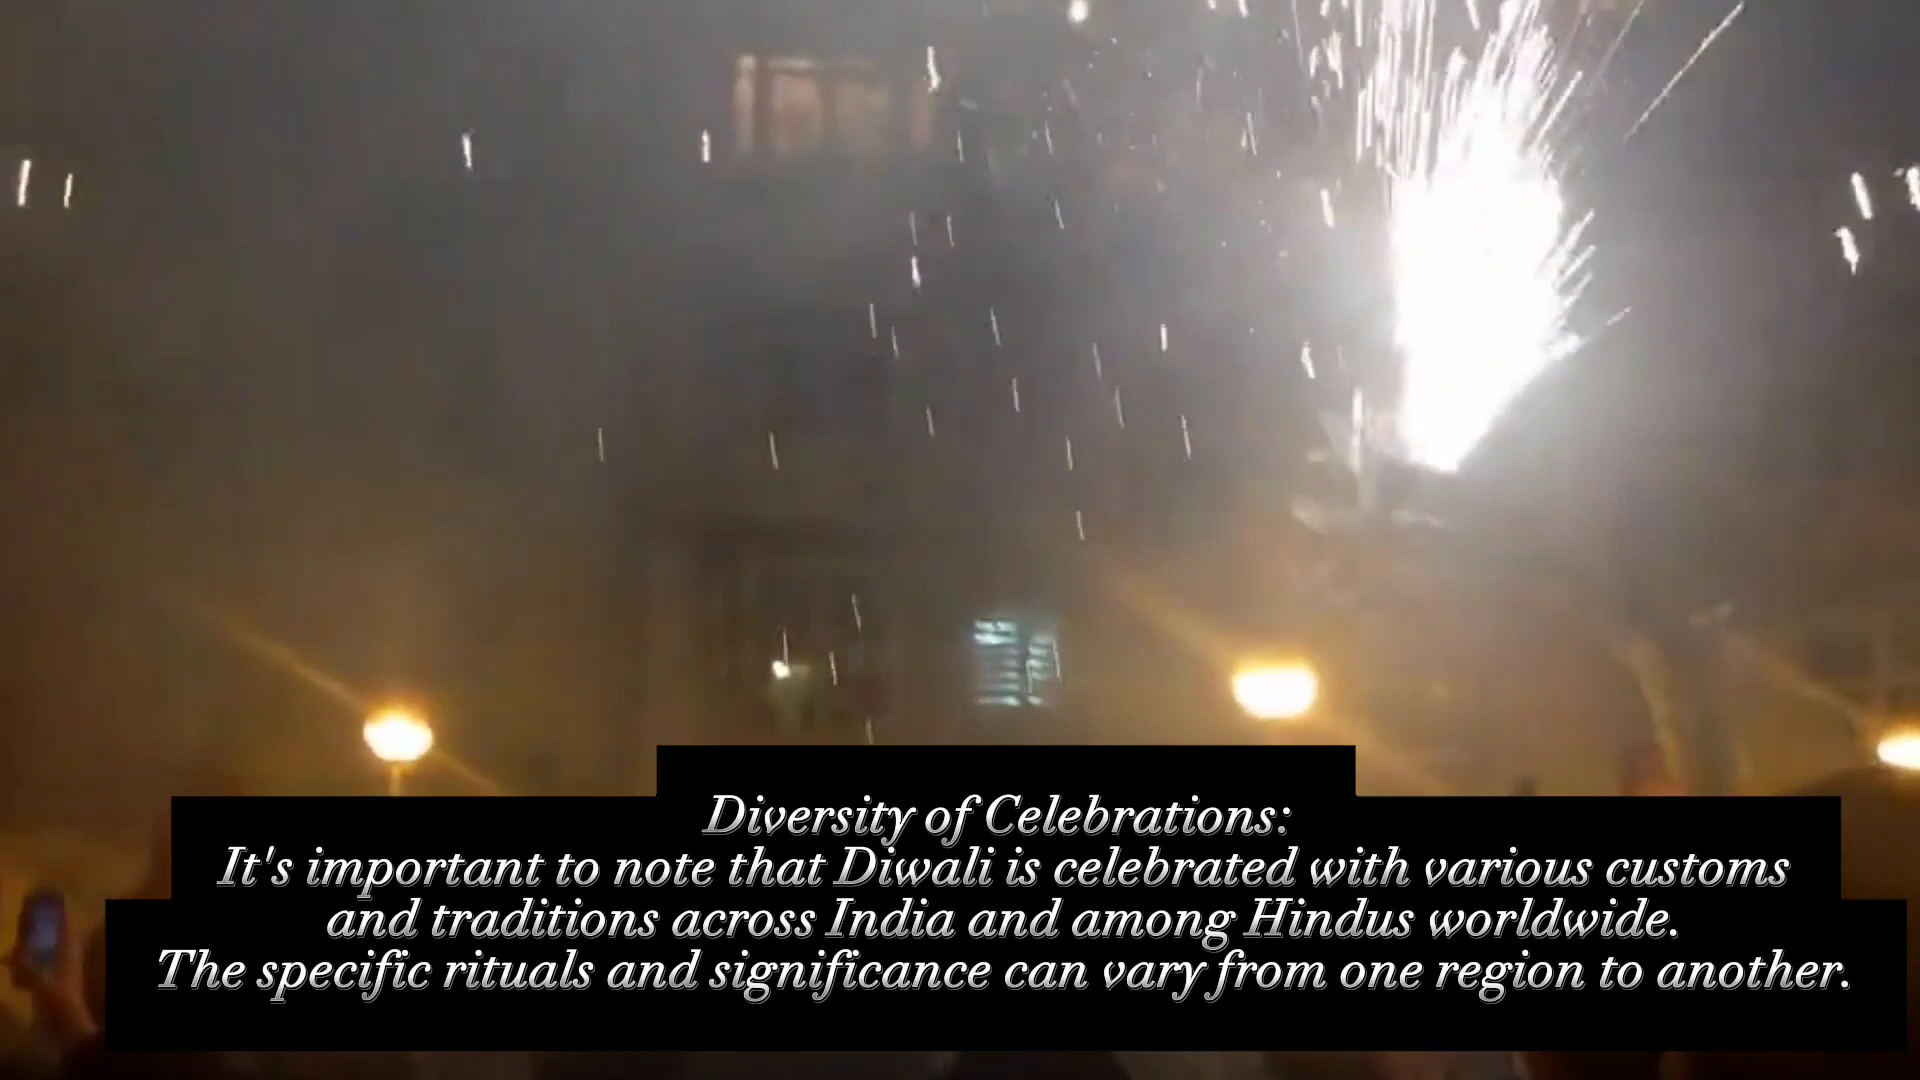 Diversity of Celebrations:
It's important to note that Diwali is celebrated with various customs
and traditions across India and among Hindus worldwide.
The specific rituals and significance can vary from one region to another.